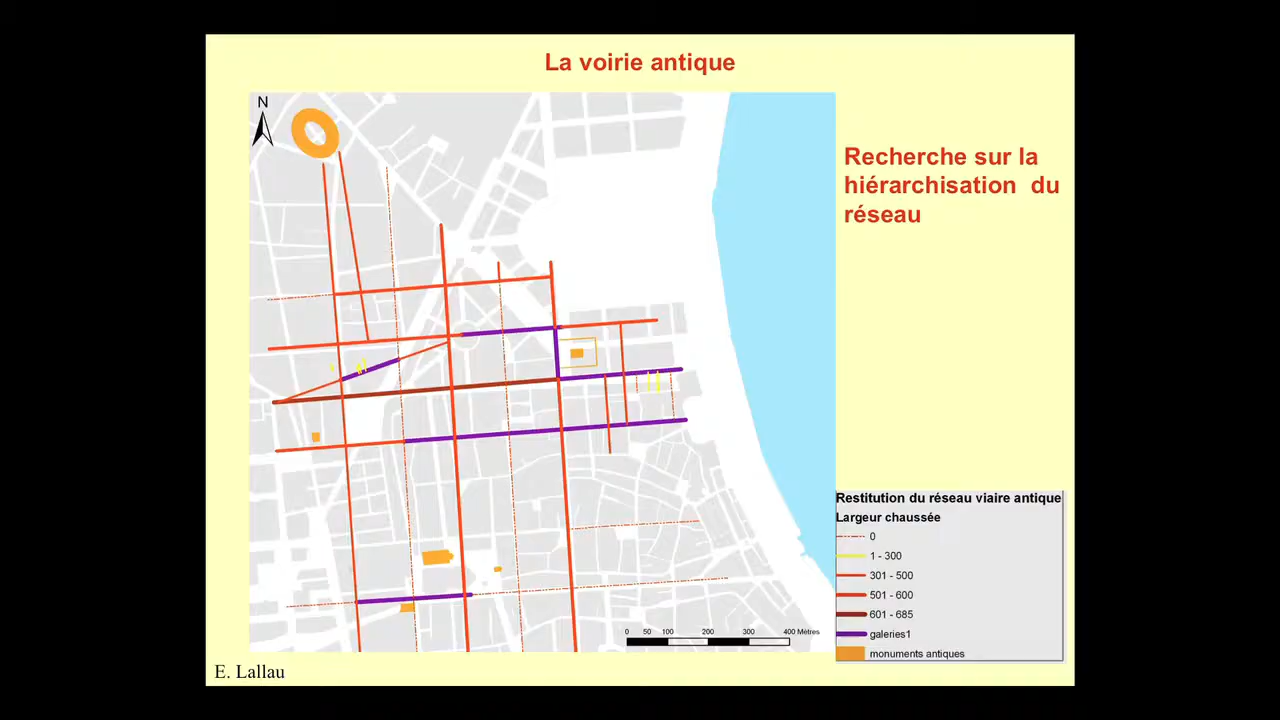 La voirie antique
N
Recherche sur la
hiérarchisation du
réseau
Restitution du réseau viaire antique
Largeur chaussée
0
1 - 300
301 - 500
501 - 600
601 - 685
galeries1
monuments antiques
0 50 100 200 300 400 Mètres
E. Lallau